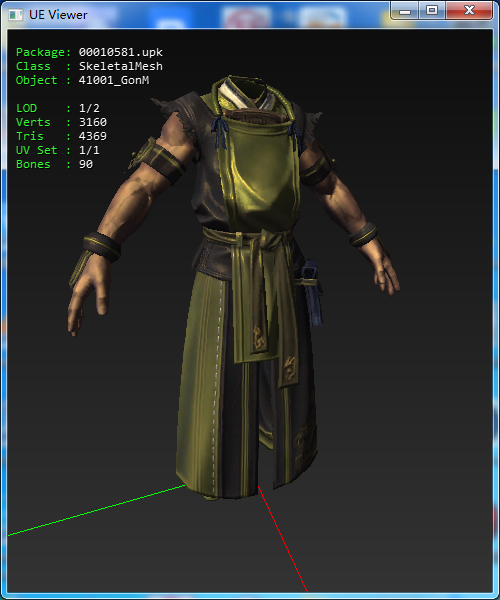 UE Viewer
Package: 00010581.upk
Class : SkeletalMesh
Object : 41001_GonM
LOD : 1/2
Verts : 3160
Tris : 4369
UV Set : 1/1
Bones : 90